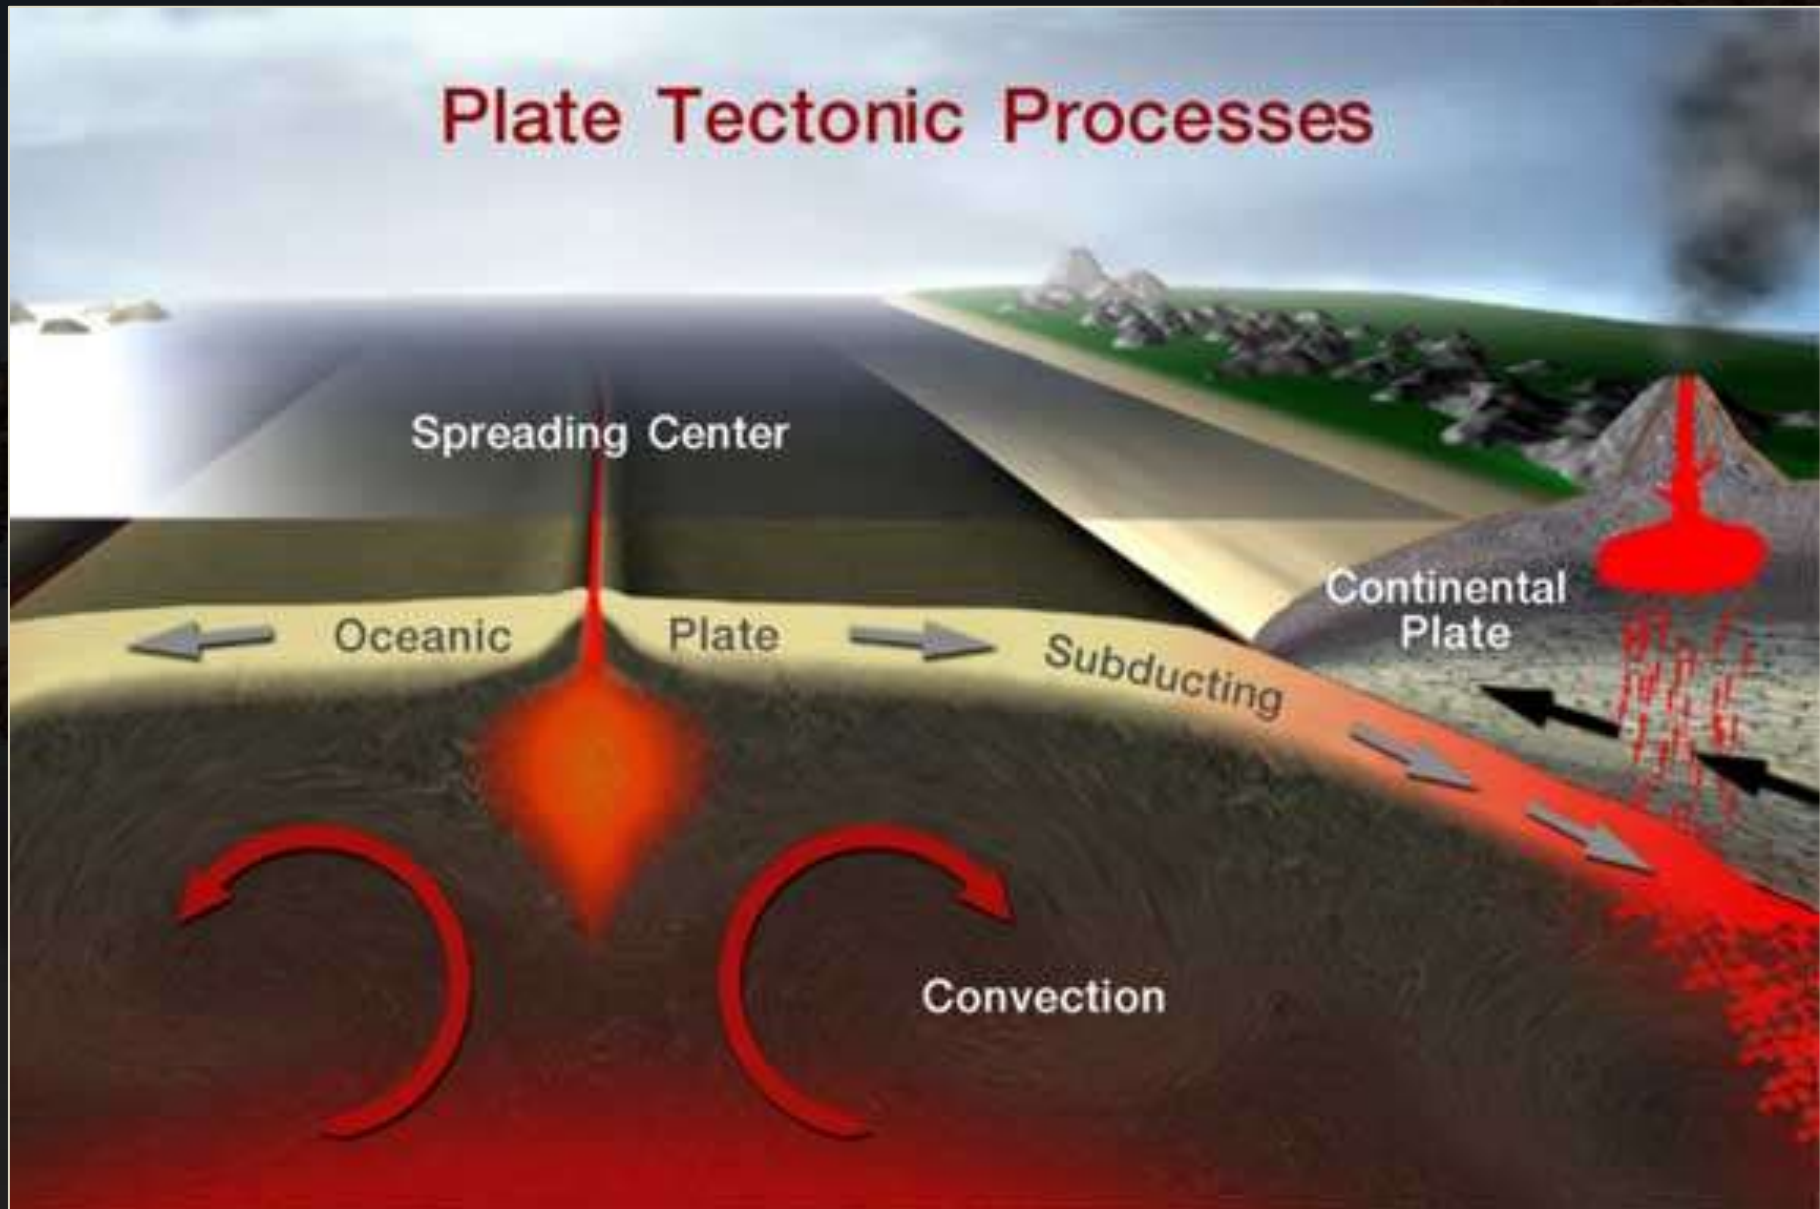 Plate Tectonic Processes
Spreading Center
Continental
Plate
Oceanic Plate
Subducting
Convection